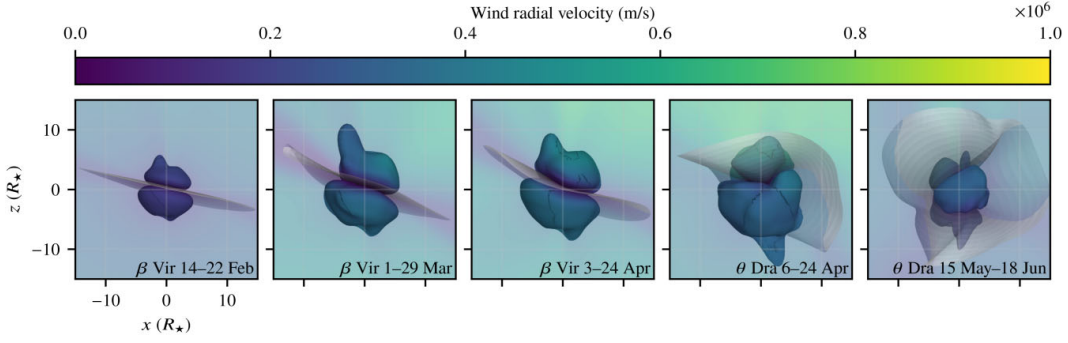 Wind radial velocity (m/s)
×10⁶
0.0 0.2 0.4 0.6 0.8 1.0
10
0
−10
z (R★)
β Vir 14–22 Feb
β Vir 1–29 Mar
β Vir 3–24 Apr
θ Dra 6–24 Apr
θ Dra 15 May–18 Jun
−10 0 10
x (R★)